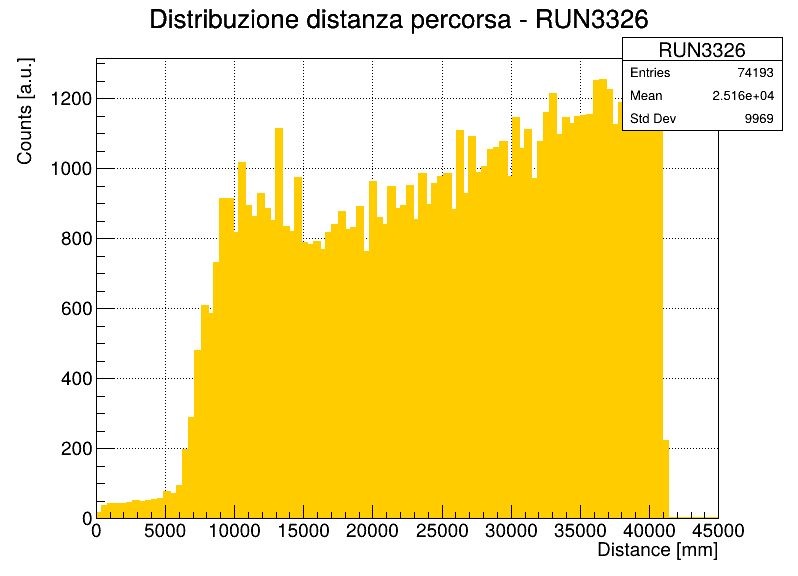 Distribuzione distanza percorsa - RUN3326
RUN3326
Entries 74193
Mean 2.516e+04
Std Dev 9969
Counts [a.u.]
1200
1000
800
600
400
200
0
0 5000 10000 15000 20000 25000 30000 35000 40000 45000
Distance [mm]